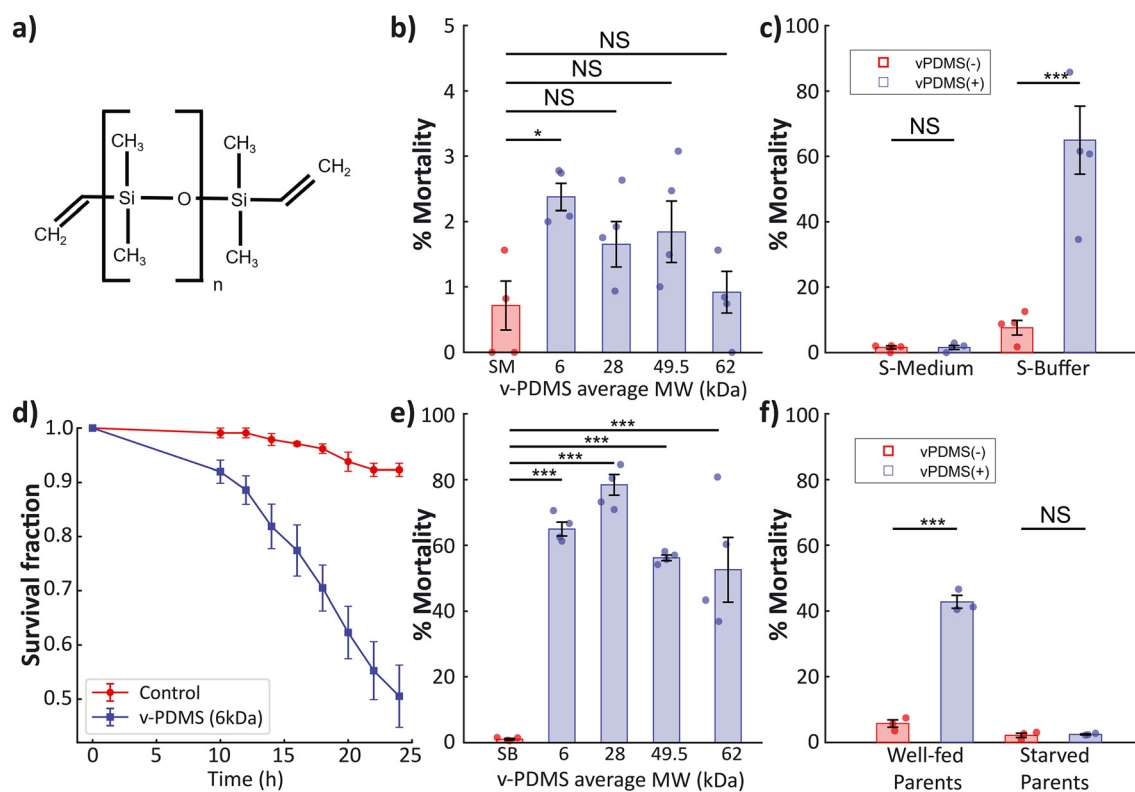 a)
CH3
CH3
CH2
Si
O
Si
CH2
CH3
CH3
n
b)
% Mortality
5
4
3
2
1
0
NS
NS
NS
*
SM
6
28
49.5
62
v-PDMS average MW (kDa)
c)
% Mortality
100
80
60
40
20
0
vPDMS(-)
vPDMS(+)
NS
***
S-Medium
S-Buffer
d)
Survival fraction
1.0
0.9
0.8
0.7
0.6
0.5
Control
v-PDMS (6kDa)
0
5
10
15
20
25
Time (h)
e)
% Mortality
100
80
60
40
20
0
***
***
***
***
SB
6
28
49.5
62
v-PDMS average MW (kDa)
f)
% Mortality
100
80
60
40
20
0
vPDMS(-)
vPDMS(+)
***
NS
Well-fed
Parents
Starved
Parents